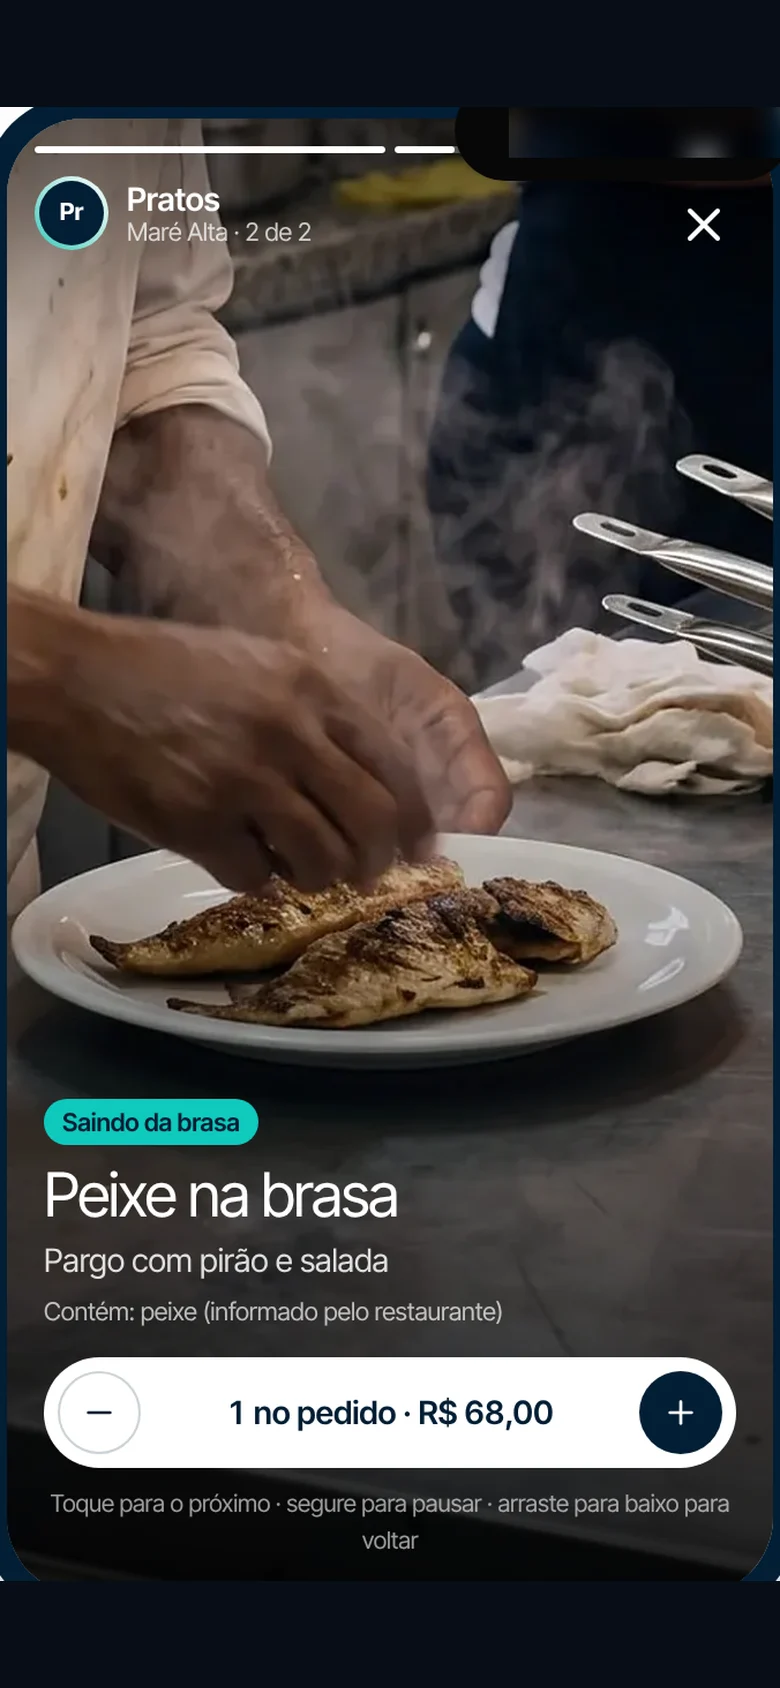 Pr
Pratos
Maré Alta · 2 de 2
Saindo da brasa
Peixe na brasa
Pargo com pirão e salada
Contém: peixe (informado pelo restaurante)
1 no pedido · R$ 68,00
Toque para o próximo · segure para pausar · arraste para baixo para
voltar